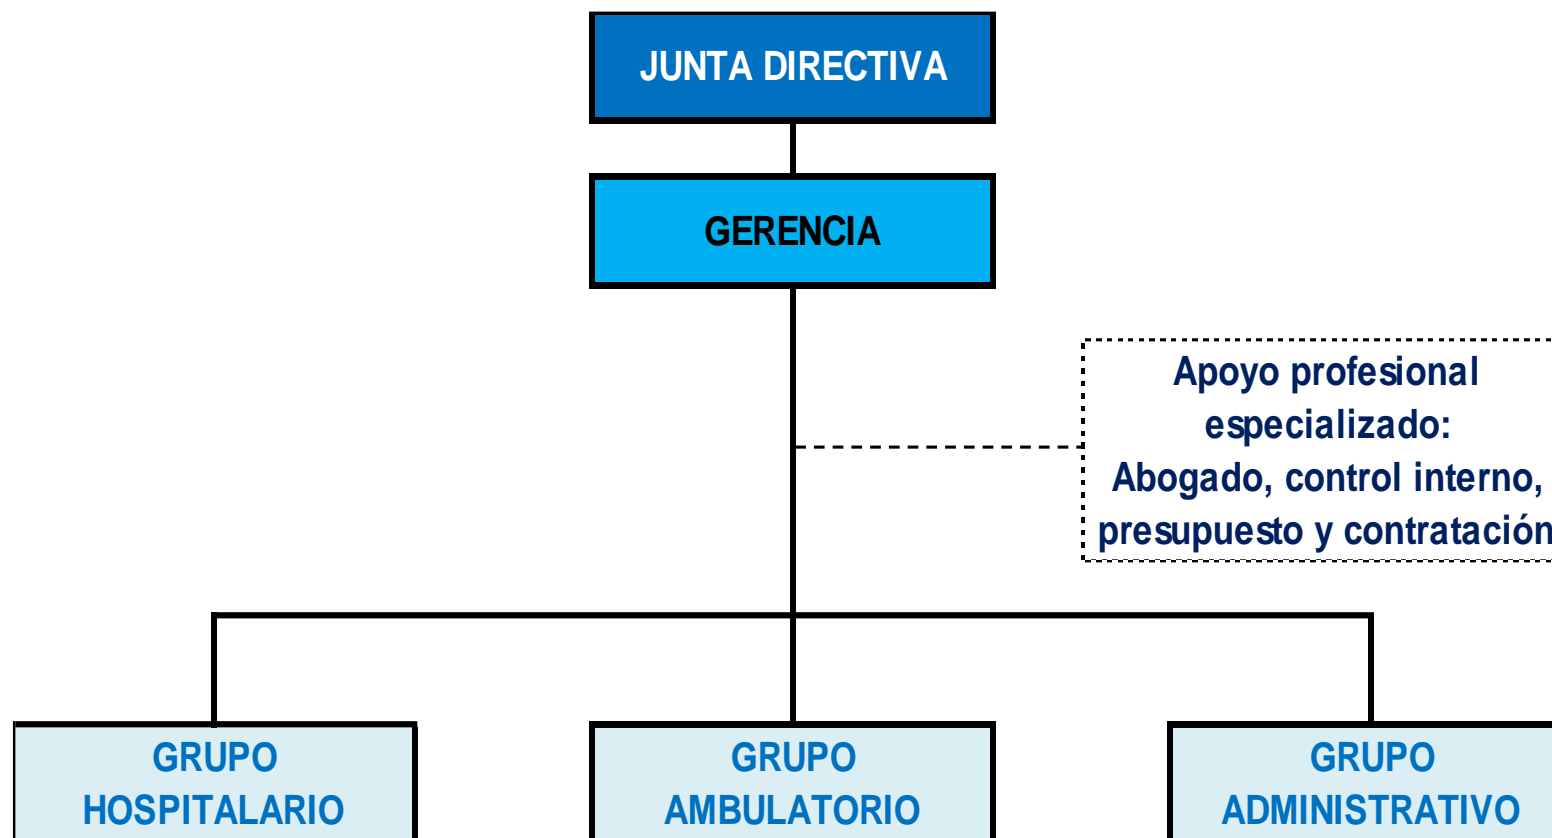 JUNTA DIRECTIVA
GERENCIA
Apoyo profesional
especializado:
Abogado, control interno,
presupuesto y contratación
GRUPO
HOSPITALARIO
GRUPO
AMBULATORIO
GRUPO
ADMINISTRATIVO